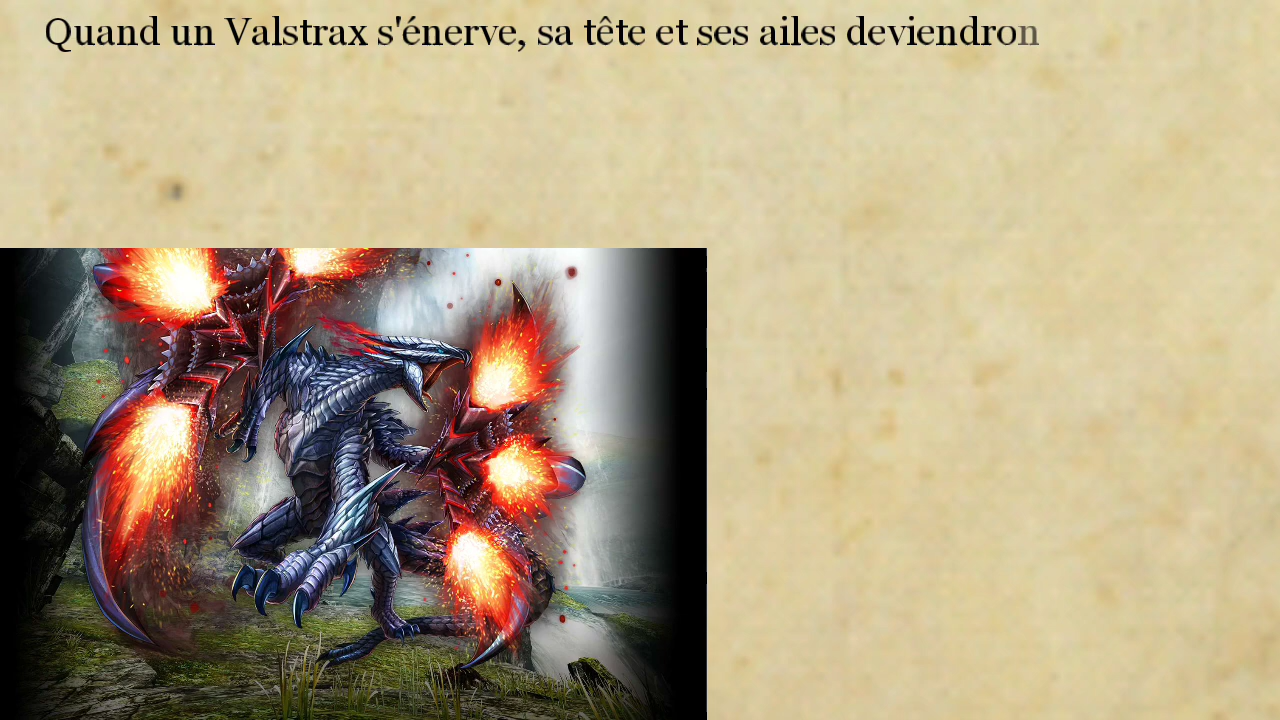 Quand un Valstrax s'énerve, sa tête et ses ailes deviendron